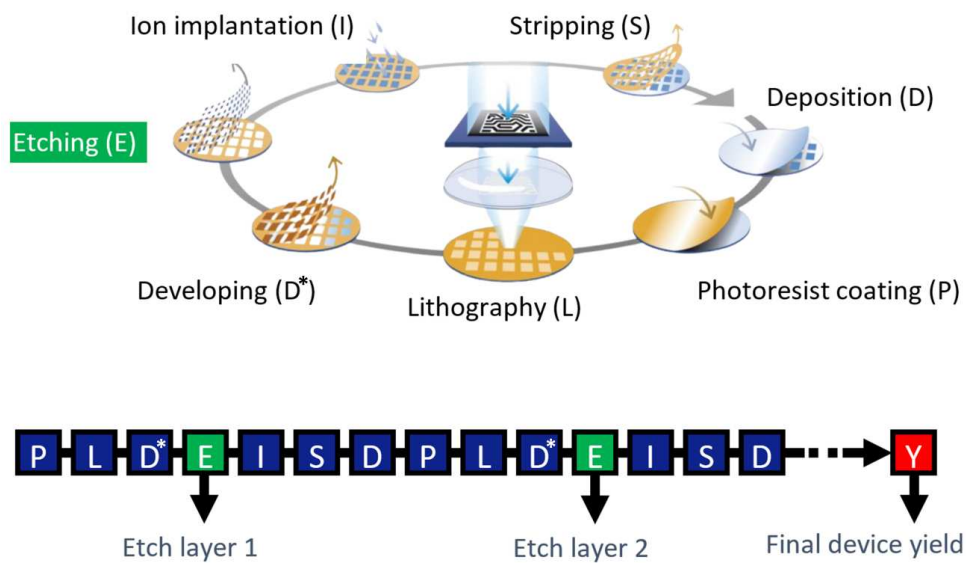 Ion implantation (I)
Stripping (S)
Deposition (D)
Etching (E)
Developing (D*)
Lithography (L)
Photoresist coating (P)
P L D* E I S D P L D* E I S D Y
Etch layer 1
Etch layer 2
Final device yield